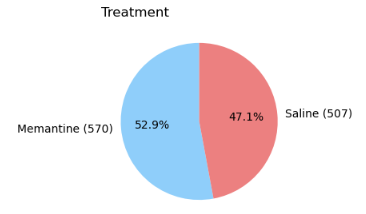 Treatment
47.1%
Saline (507)
52.9%
Memantine (570)